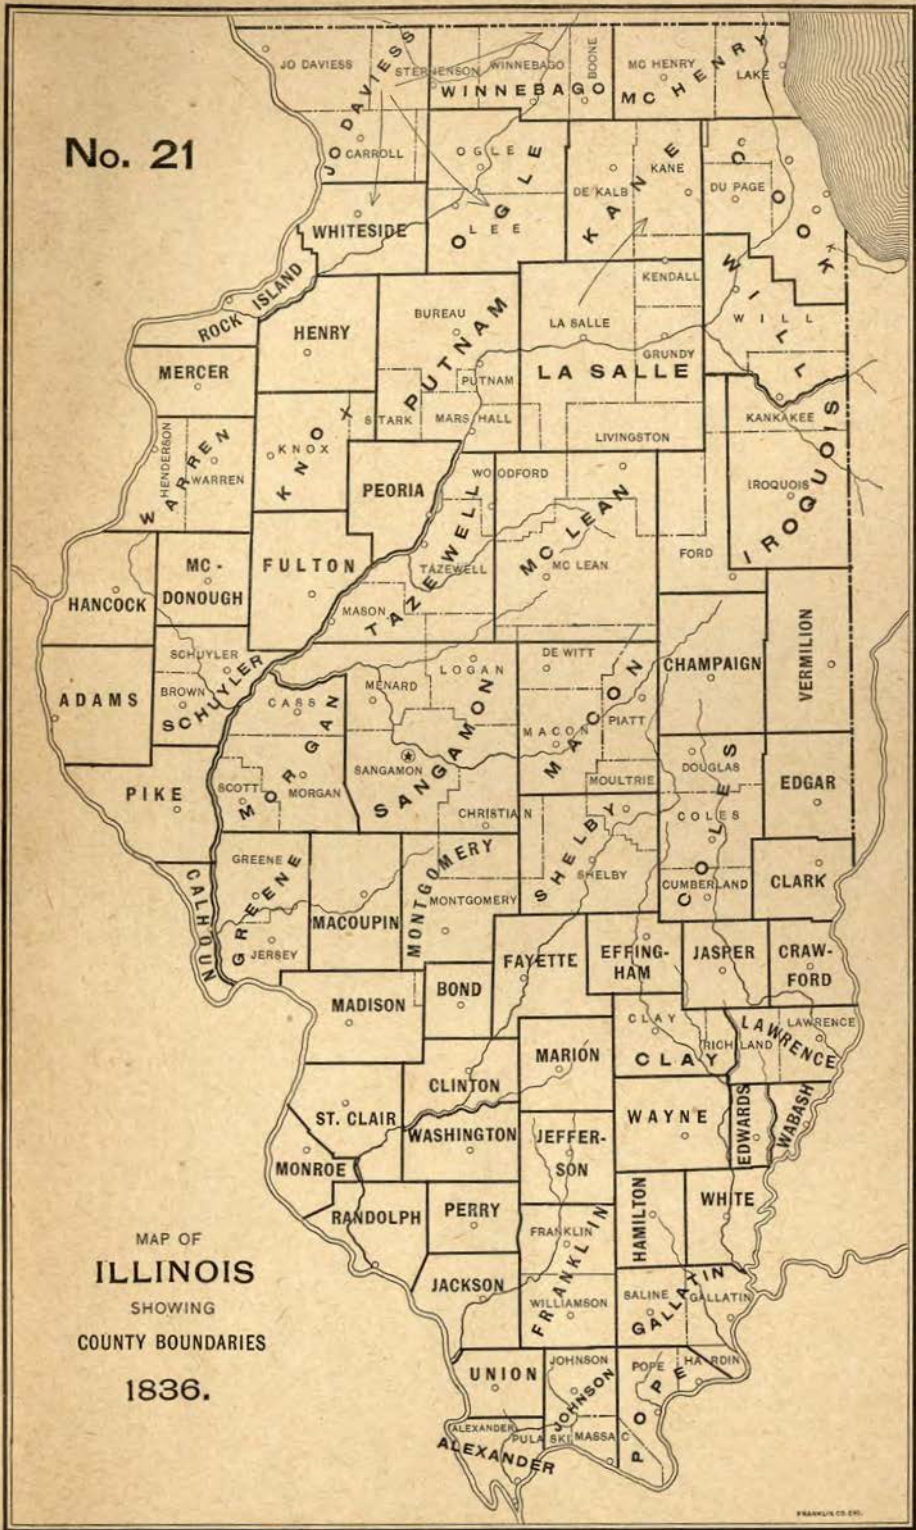 No. 21
JO DAVIESS
STEPHENSON
WINNEBAGO
BOONE
MC HENRY
LAKE
JO DAVIESS
WINNEBAGO
MC HENRY
CARROLL
OGLE
OGLE
LEE
DE KALB
KANE
KANE
DU PAGE
COOK
WHITESIDE
ROCK ISLAND
HENRY
BUREAU
PUTNAM
PUTNAM
STARK
MARSHALL
LA SALLE
LA SALLE
KENDALL
GRUNDY
LIVINGSTON
WILL
WILL
KANKAKEE
IROQUOIS
IROQUOIS
MERCER
HENDERSON
WARREN
WARREN
KNOX
KNOX
PEORIA
WOODFORD
TAZEWELL
TAZEWELL
MASON
MC LEAN
MC LEAN
FORD
HANCOCK
MC-
DONOUGH
FULTON
SCHUYLER
BROWN
SCHUYLER
ADAMS
PIKE
CASS
MORGAN
SCOTT
MORGAN
MENARD
LOGAN
SANGAMON
SANGAMON
CHRISTIAN
DE WITT
MACON
PIATT
MACON
MOULTRIE
CHAMPAIGN
VERMILION
DOUGLAS
COLES
COLES
CUMBERLAND
EDGAR
CLARK
SHELBY
SHELBY
CALHOUN
GREENE
GREENE
JERSEY
MACOUPIN
MONTGOMERY
MONTGOMERY
FAYETTE
EFFING-
HAM
JASPER
CRAW-
FORD
MADISON
BOND
CLAY
CLAY
RICHLAND
LAWRENCE
LAWRENCE
MARION
CLINTON
ST. CLAIR
WASHINGTON
JEFFER-
SON
WAYNE
EDWARDS
WABASH
MONROE
RANDOLPH
PERRY
HAMILTON
WHITE
FRANKLIN
FRANKLIN
WILLIAMSON
JACKSON
SALINE
GALLATIN
GALLATIN
UNION
JOHNSON
JOHNSON
POPE
HARDIN
POPE
ALEXANDER
PULASKI
MASSAC
ALEXANDER
MAP OF
ILLINOIS
SHOWING
COUNTY BOUNDARIES
1836.
FRANKLIN CO. CHI.